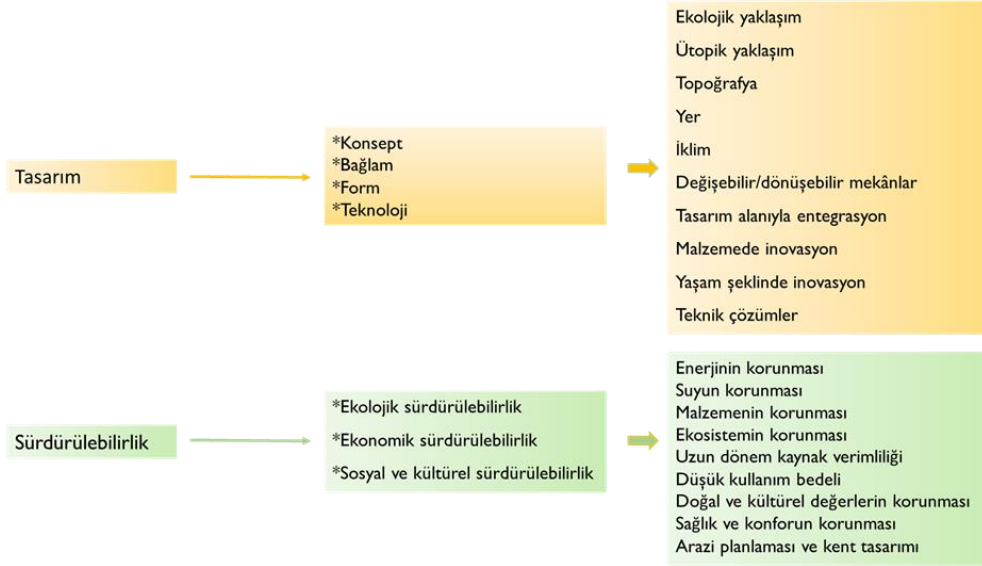 Tasarım
*Konsept
*Bağlam
*Form
*Teknoloji
Ekolojik yaklaşım
Ütopik yaklaşım
Topoğrafya
Yer
İklim
Değişebilir/dönüşebilir mekânlar
Tasarım alanıyla entegrasyon
Malzemede inovasyon
Yaşam şeklinde inovasyon
Teknik çözümler
Sürdürülebilirlik
*Ekolojik sürdürülebilirlik
*Ekonomik sürdürülebilirlik
*Sosyal ve kültürel sürdürülebilirlik
Enerjinin korunması
Suyun korunması
Malzemenin korunması
Ekosistemin korunması
Uzun dönem kaynak verimliliği
Düşük kullanım bedeli
Doğal ve kültürel değerlerin korunması
Sağlık ve konforun korunması
Arazi planlaması ve kent tasarımı